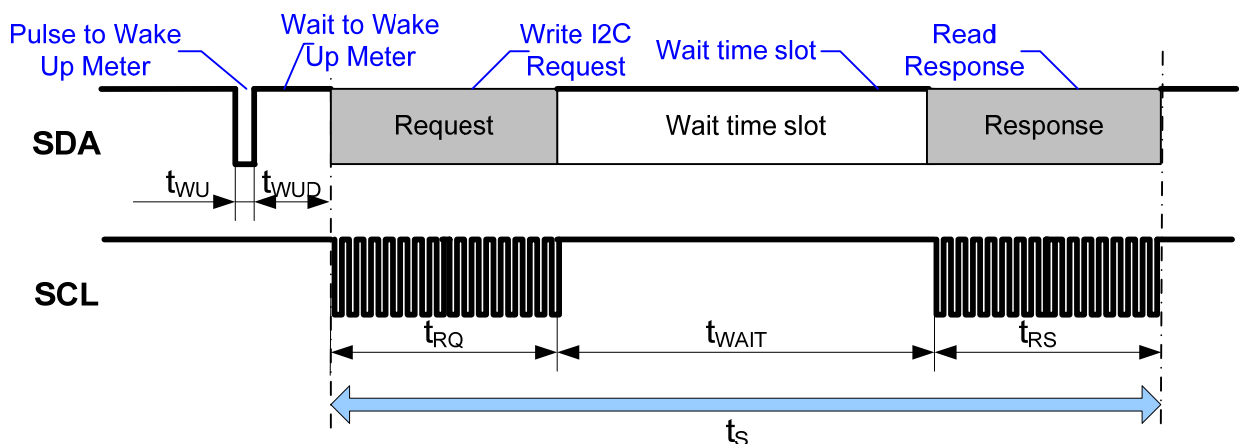 Pulse to Wake
Up Meter
Wait to Wake
Up Meter
Write I2C
Request
Wait time slot
Read
Response
SDA
Request
Wait time slot
Response
tWU
tWUD
SCL
tRQ
tWAIT
tRS
tS